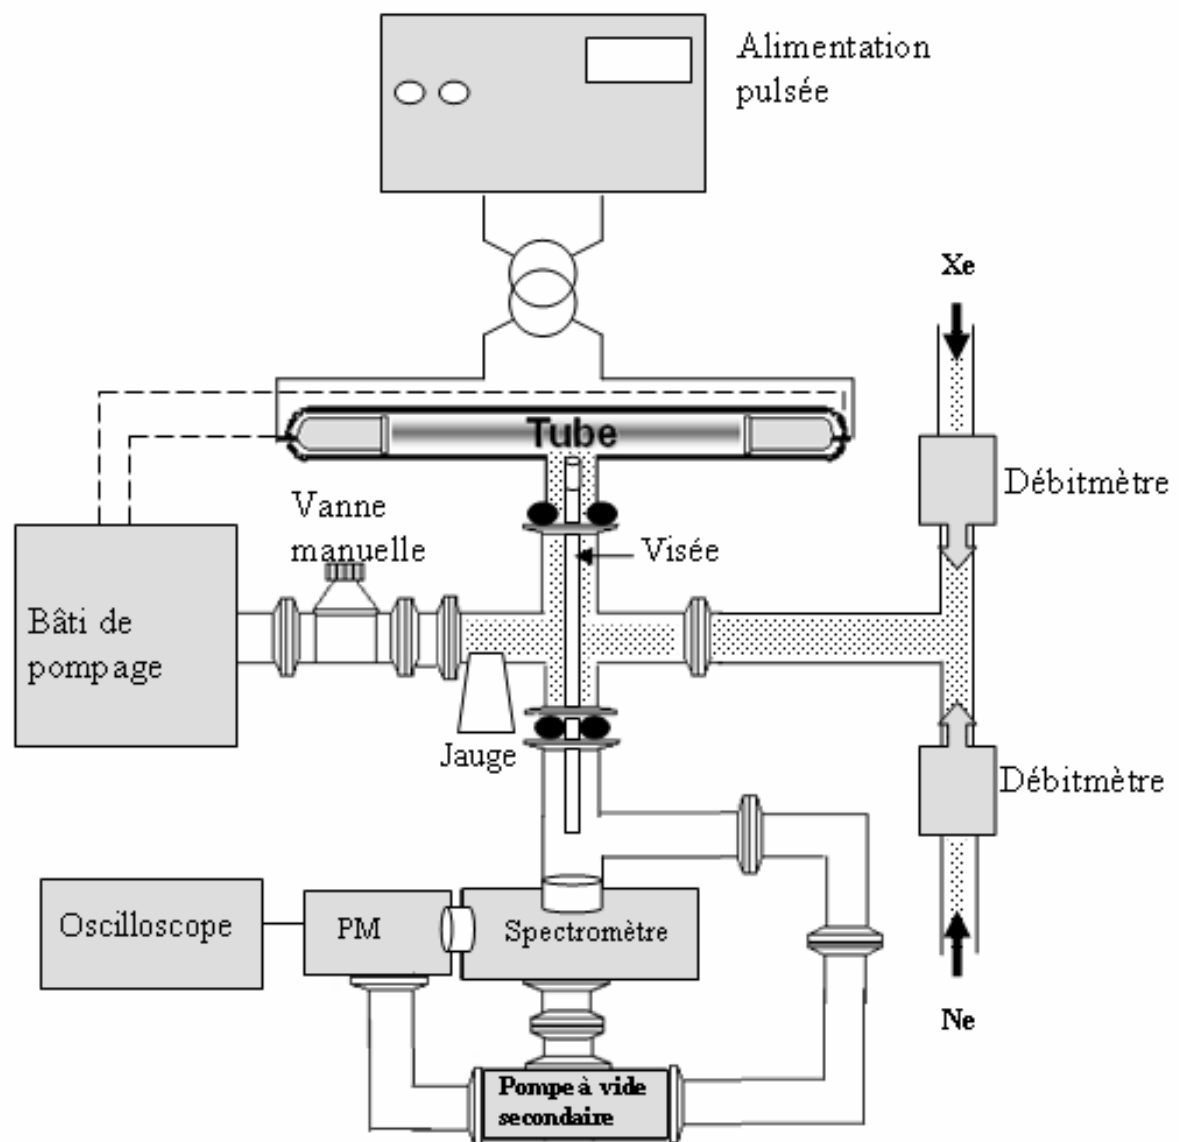 Alimentation
pulsée
Xe
Tube
Débitmètre
Vanne
manuelle
Visée
Bâti de
pompage
Jauge
Débitmètre
Oscilloscope
PM
Spectromètre
Ne
Pompe à vide
secondaire